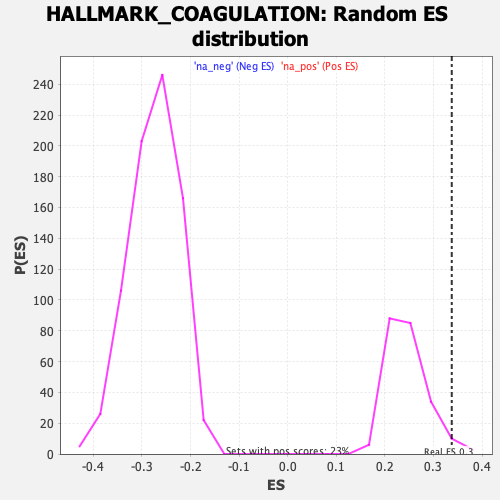 HALLMARK_COAGULATION: Random ES
distribution
'na_neg' (Neg ES) 'na_pos' (Pos ES)
240
220
200
180
160
140
120
100
80
60
40
20
0
P(ES)
Sets with pos scores: 23%
Real ES 0.3
-0.4 -0.3 -0.2 -0.1 0.0 0.1 0.2 0.3 0.4
ES